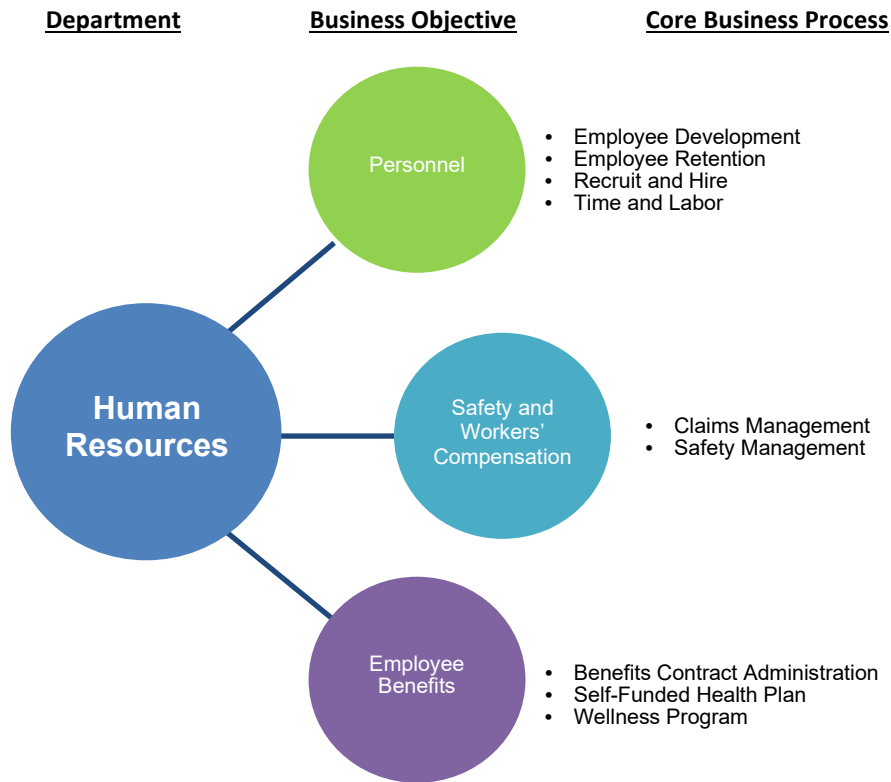 Department Business Objective Core Business Process
Personnel
• Employee Development
• Employee Retention
• Recruit and Hire
• Time and Labor
Human
Resources
Safety and
Workers’
Compensation
• Claims Management
• Safety Management
Employee
Benefits
• Benefits Contract Administration
• Self-Funded Health Plan
• Wellness Program